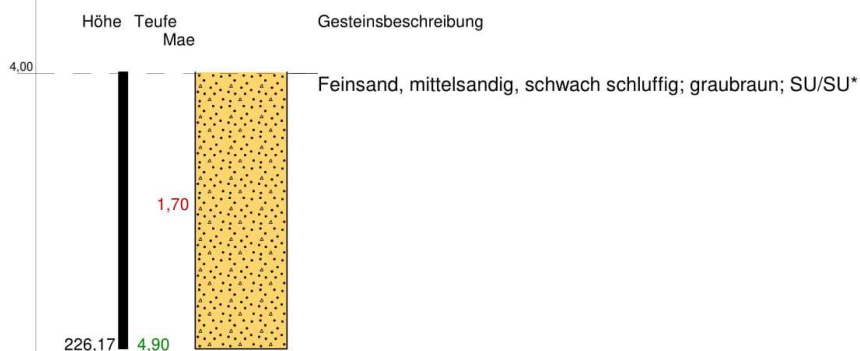 Höhe Teufe Gesteinsbeschreibung
Mae
4,00
Feinsand, mittelsandig, schwach schluffig; graubraun; SU/SU*
1,70
226,17 4,90